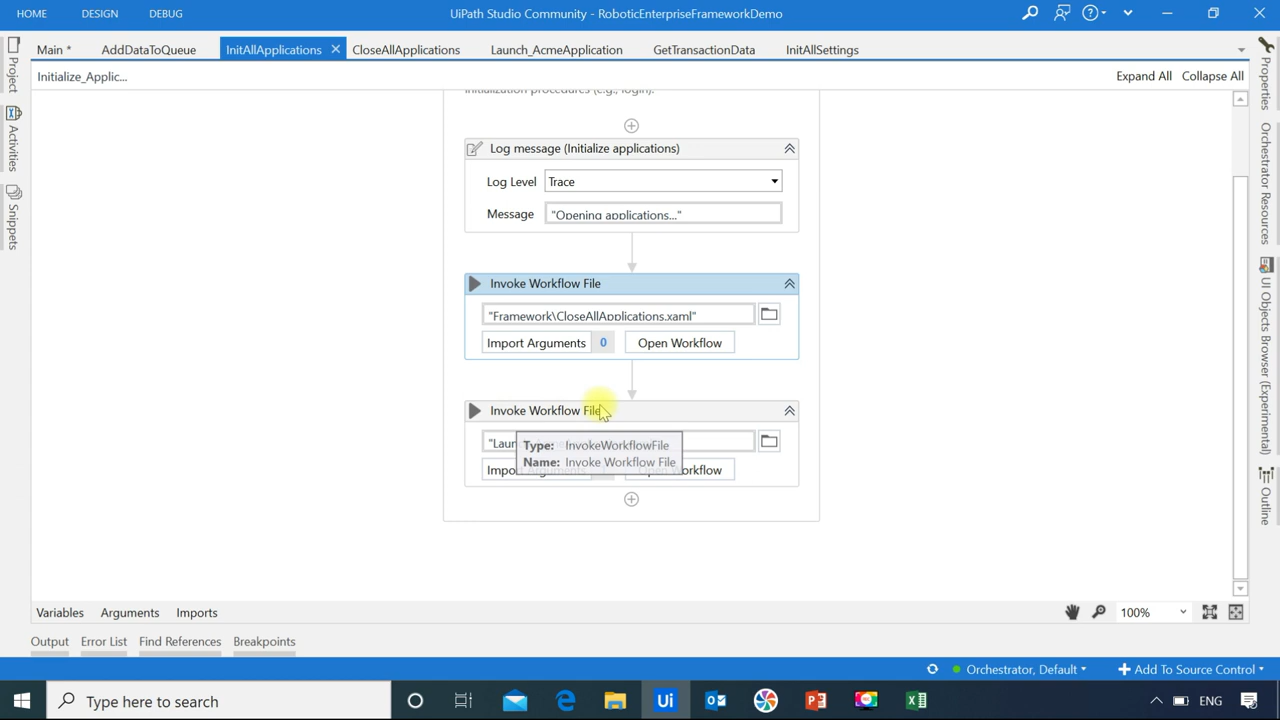 HOME DESIGN DEBUG UiPath Studio Community - RoboticEnterpriseFrameworkDemo
Main * AddDataToQueue InitAllApplications CloseAllApplications Launch_AcmeApplication GetTransactionData InitAllSettings
Initialize_Applic... Expand All Collapse All
Initialization procedures (e.g., login).
Log message (Initialize applications)
Log Level Trace
Message "Opening applications..."
Invoke Workflow File
"Framework\CloseAllApplications.xaml"
Import Arguments 0 Open Workflow
Invoke Workflow File
Type: InvokeWorkflowFile
Name: Invoke Workflow File
Project
Activities
Snippets
Properties
Orchestrator Resources
UI Objects Browser (Experimental)
Outline
Variables Arguments Imports 100%
Output Error List Find References Breakpoints
Orchestrator, Default Add To Source Control
Type here to search Ui ENG